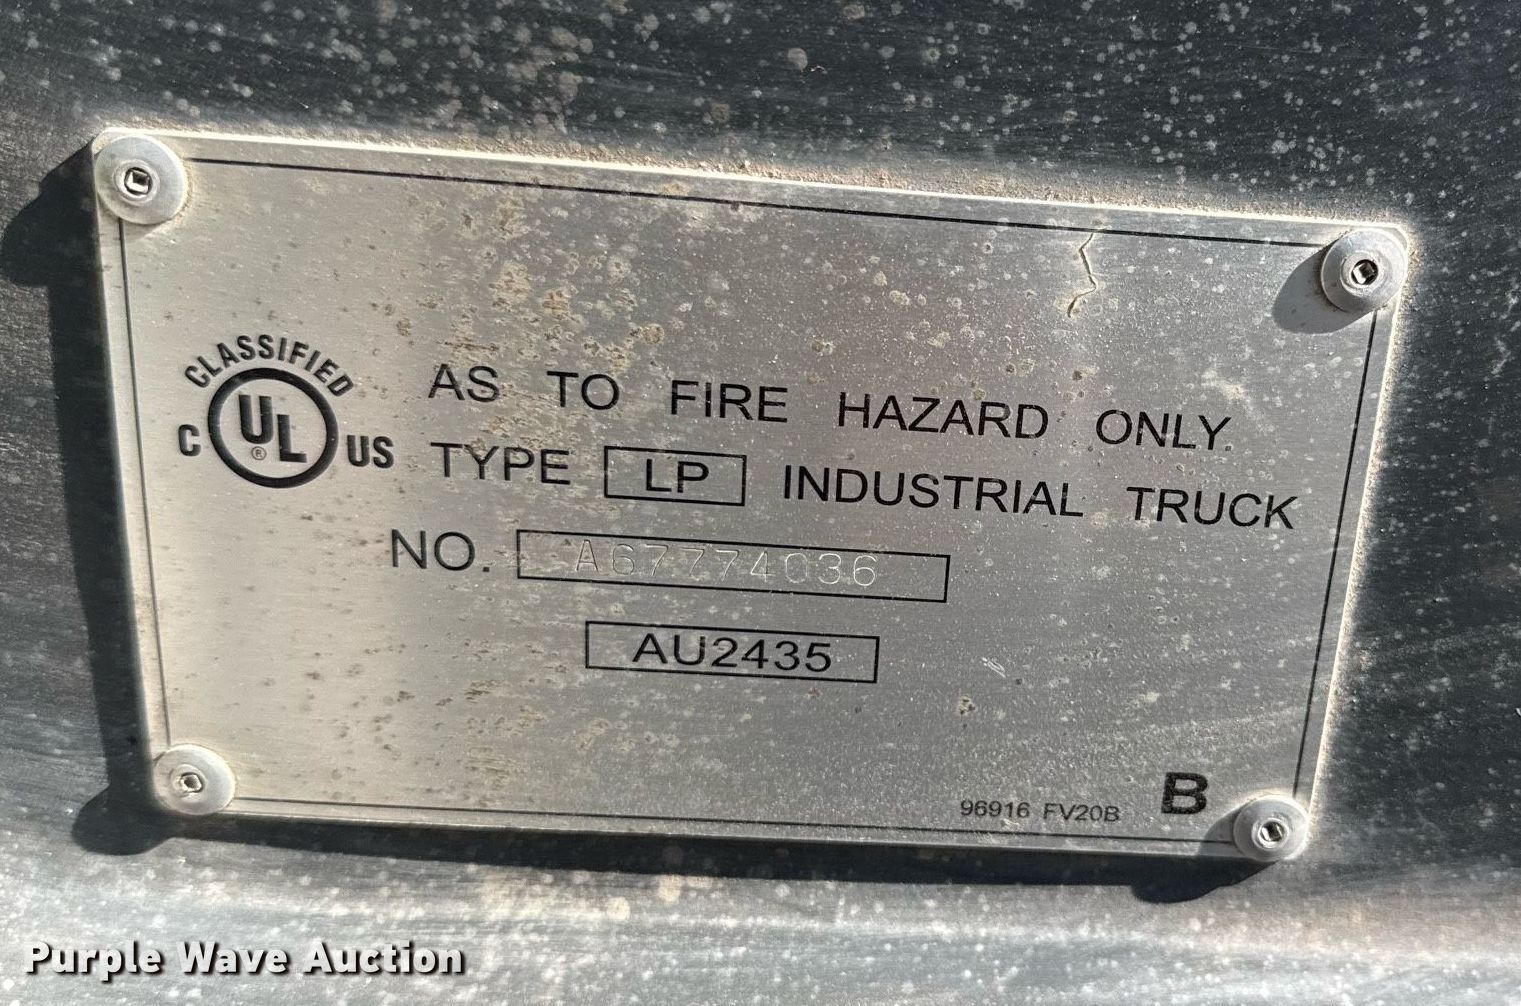 CLASSIFIED
C UL ® US
AS TO FIRE HAZARD ONLY.
TYPE LP INDUSTRIAL TRUCK
NO. A67774036
AU2435
96916 FV20B B
Purple Wave Auction